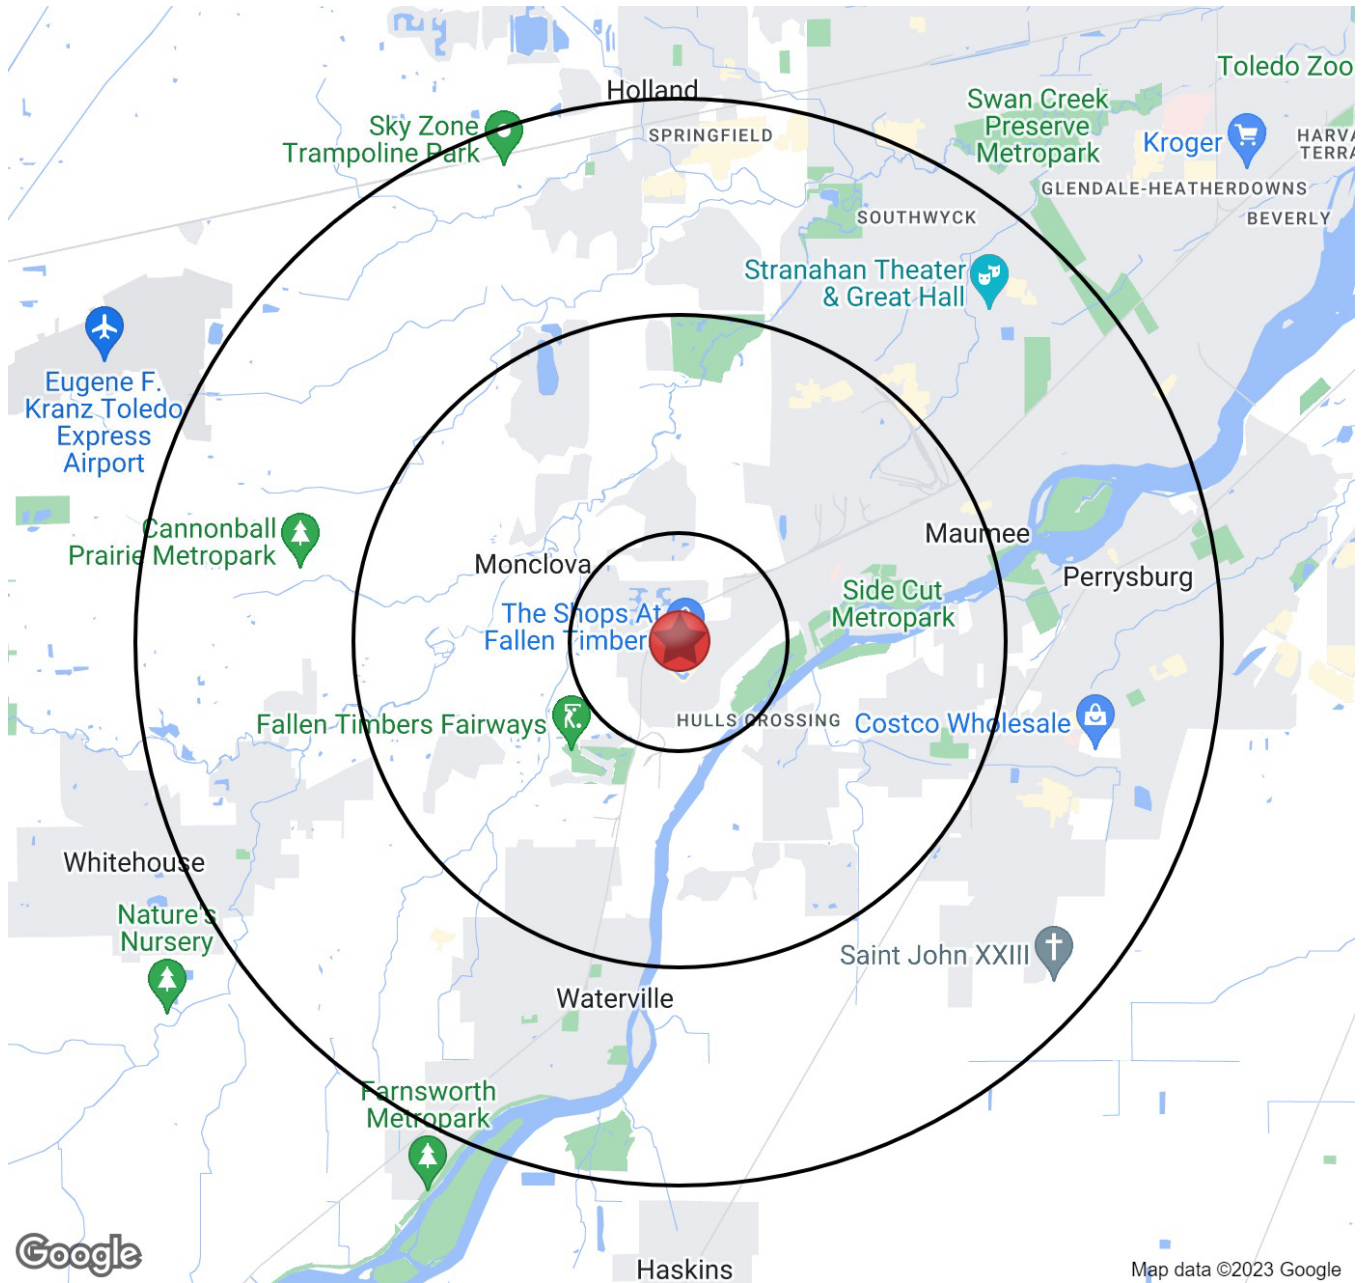 Holland
Toledo Zoo
Sky Zone
Trampoline Park
SPRINGFIELD
Swan Creek
Preserve
Metropark
Kroger
HARVA
TERRA
GLENDALE-HEATHERDOWNS
SOUTHWYCK
BEVERLY
Stranahan Theater
& Great Hall
Eugene F.
Kranz Toledo
Express
Airport
Cannonball
Prairie Metropark
Monclova
Maumee
Perrysburg
Side Cut
Metropark
The Shops At
Fallen Timber
Fallen Timbers Fairways
HULLS CROSSING
Costco Wholesale
Whitehouse
Nature's
Nursery
Saint John XXIII
Waterville
Farnsworth
Metropark
Haskins
Google
Map data ©2023 Google